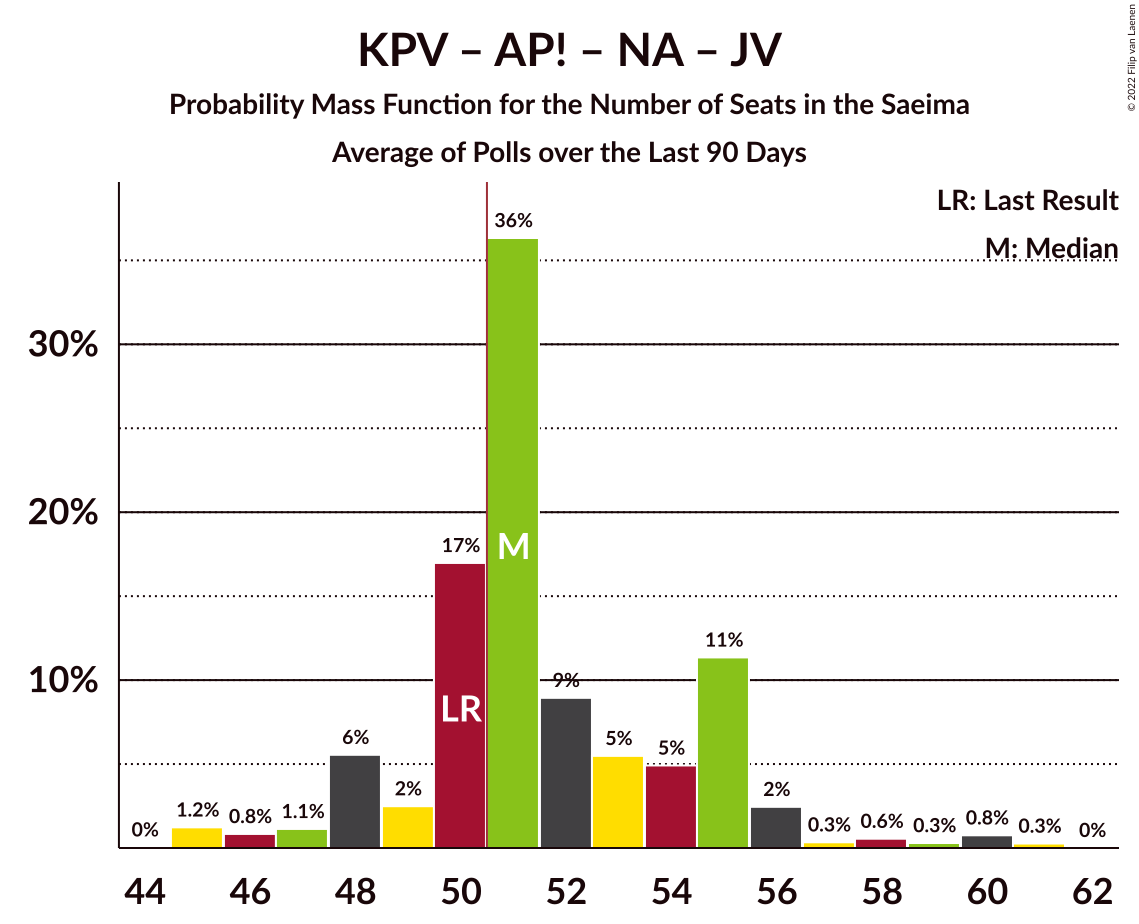 KPV – AP! – NA – JV
Probability Mass Function for the Number of Seats in the Saeima
Average of Polls over the Last 90 Days
© 2022 Filip van Laenen
LR: Last Result
M: Median
30%
20%
10%
0%
1.2%
0.8%
1.1%
6%
2%
17%
36%
9%
5%
5%
11%
2%
0.3%
0.6%
0.3%
0.8%
0.3%
0%
LR
M
44 46 48 50 52 54 56 58 60 62